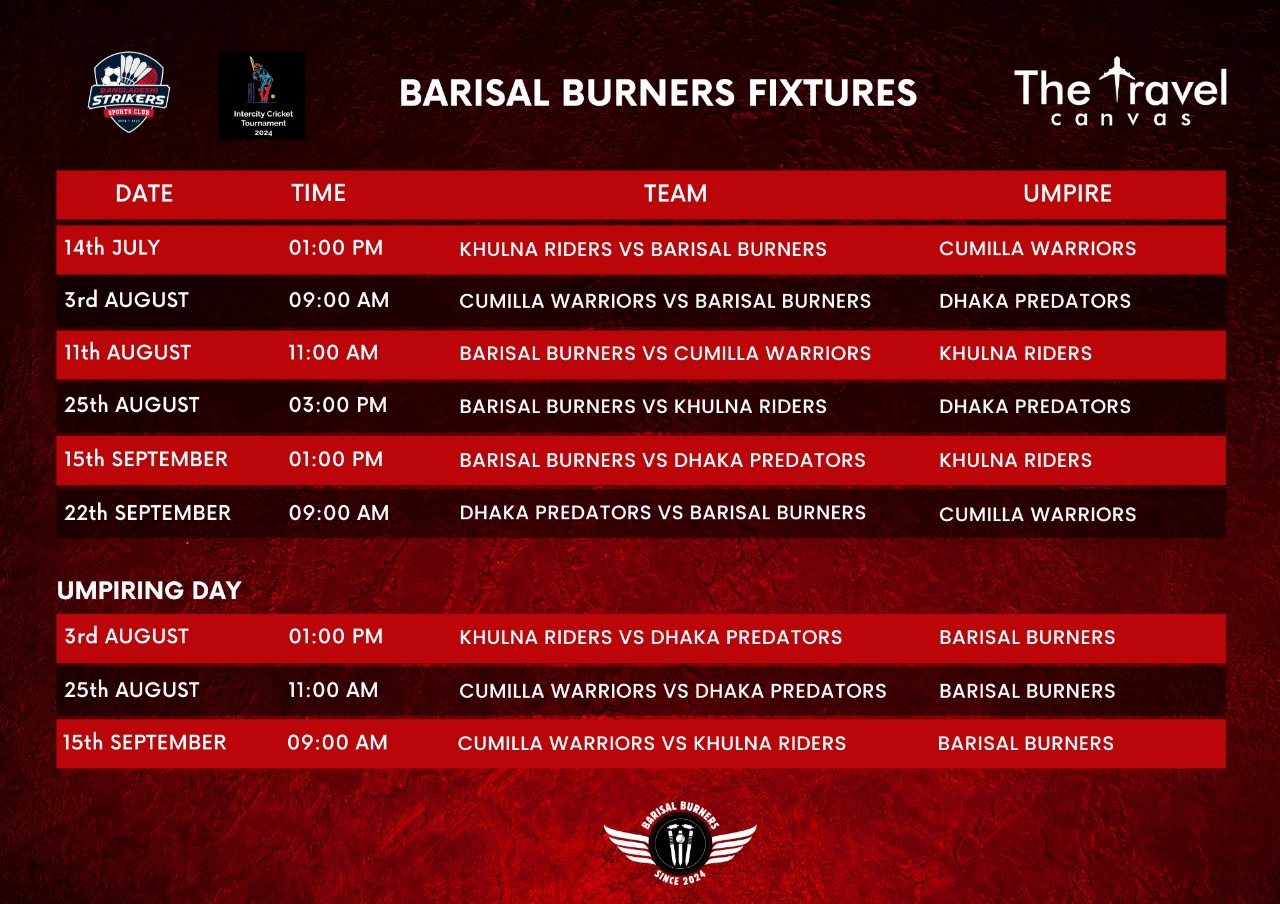 BANGLADESHI
STRIKERS
SPORTS CLUB
Intercity Cricket
Tournament
2024
BARISAL BURNERS FIXTURES
The Travel
canvas
DATE TIME TEAM UMPIRE
14th JULY 01:00 PM KHULNA RIDERS VS BARISAL BURNERS CUMILLA WARRIORS
3rd AUGUST 09:00 AM CUMILLA WARRIORS VS BARISAL BURNERS DHAKA PREDATORS
11th AUGUST 11:00 AM BARISAL BURNERS VS CUMILLA WARRIORS KHULNA RIDERS
25th AUGUST 03:00 PM BARISAL BURNERS VS KHULNA RIDERS DHAKA PREDATORS
15th SEPTEMBER 01:00 PM BARISAL BURNERS VS DHAKA PREDATORS KHULNA RIDERS
22th SEPTEMBER 09:00 AM DHAKA PREDATORS VS BARISAL BURNERS CUMILLA WARRIORS
UMPIRING DAY
3rd AUGUST 01:00 PM KHULNA RIDERS VS DHAKA PREDATORS BARISAL BURNERS
25th AUGUST 11:00 AM CUMILLA WARRIORS VS DHAKA PREDATORS BARISAL BURNERS
15th SEPTEMBER 09:00 AM CUMILLA WARRIORS VS KHULNA RIDERS BARISAL BURNERS
BARISAL BURNERS
SINCE 2024